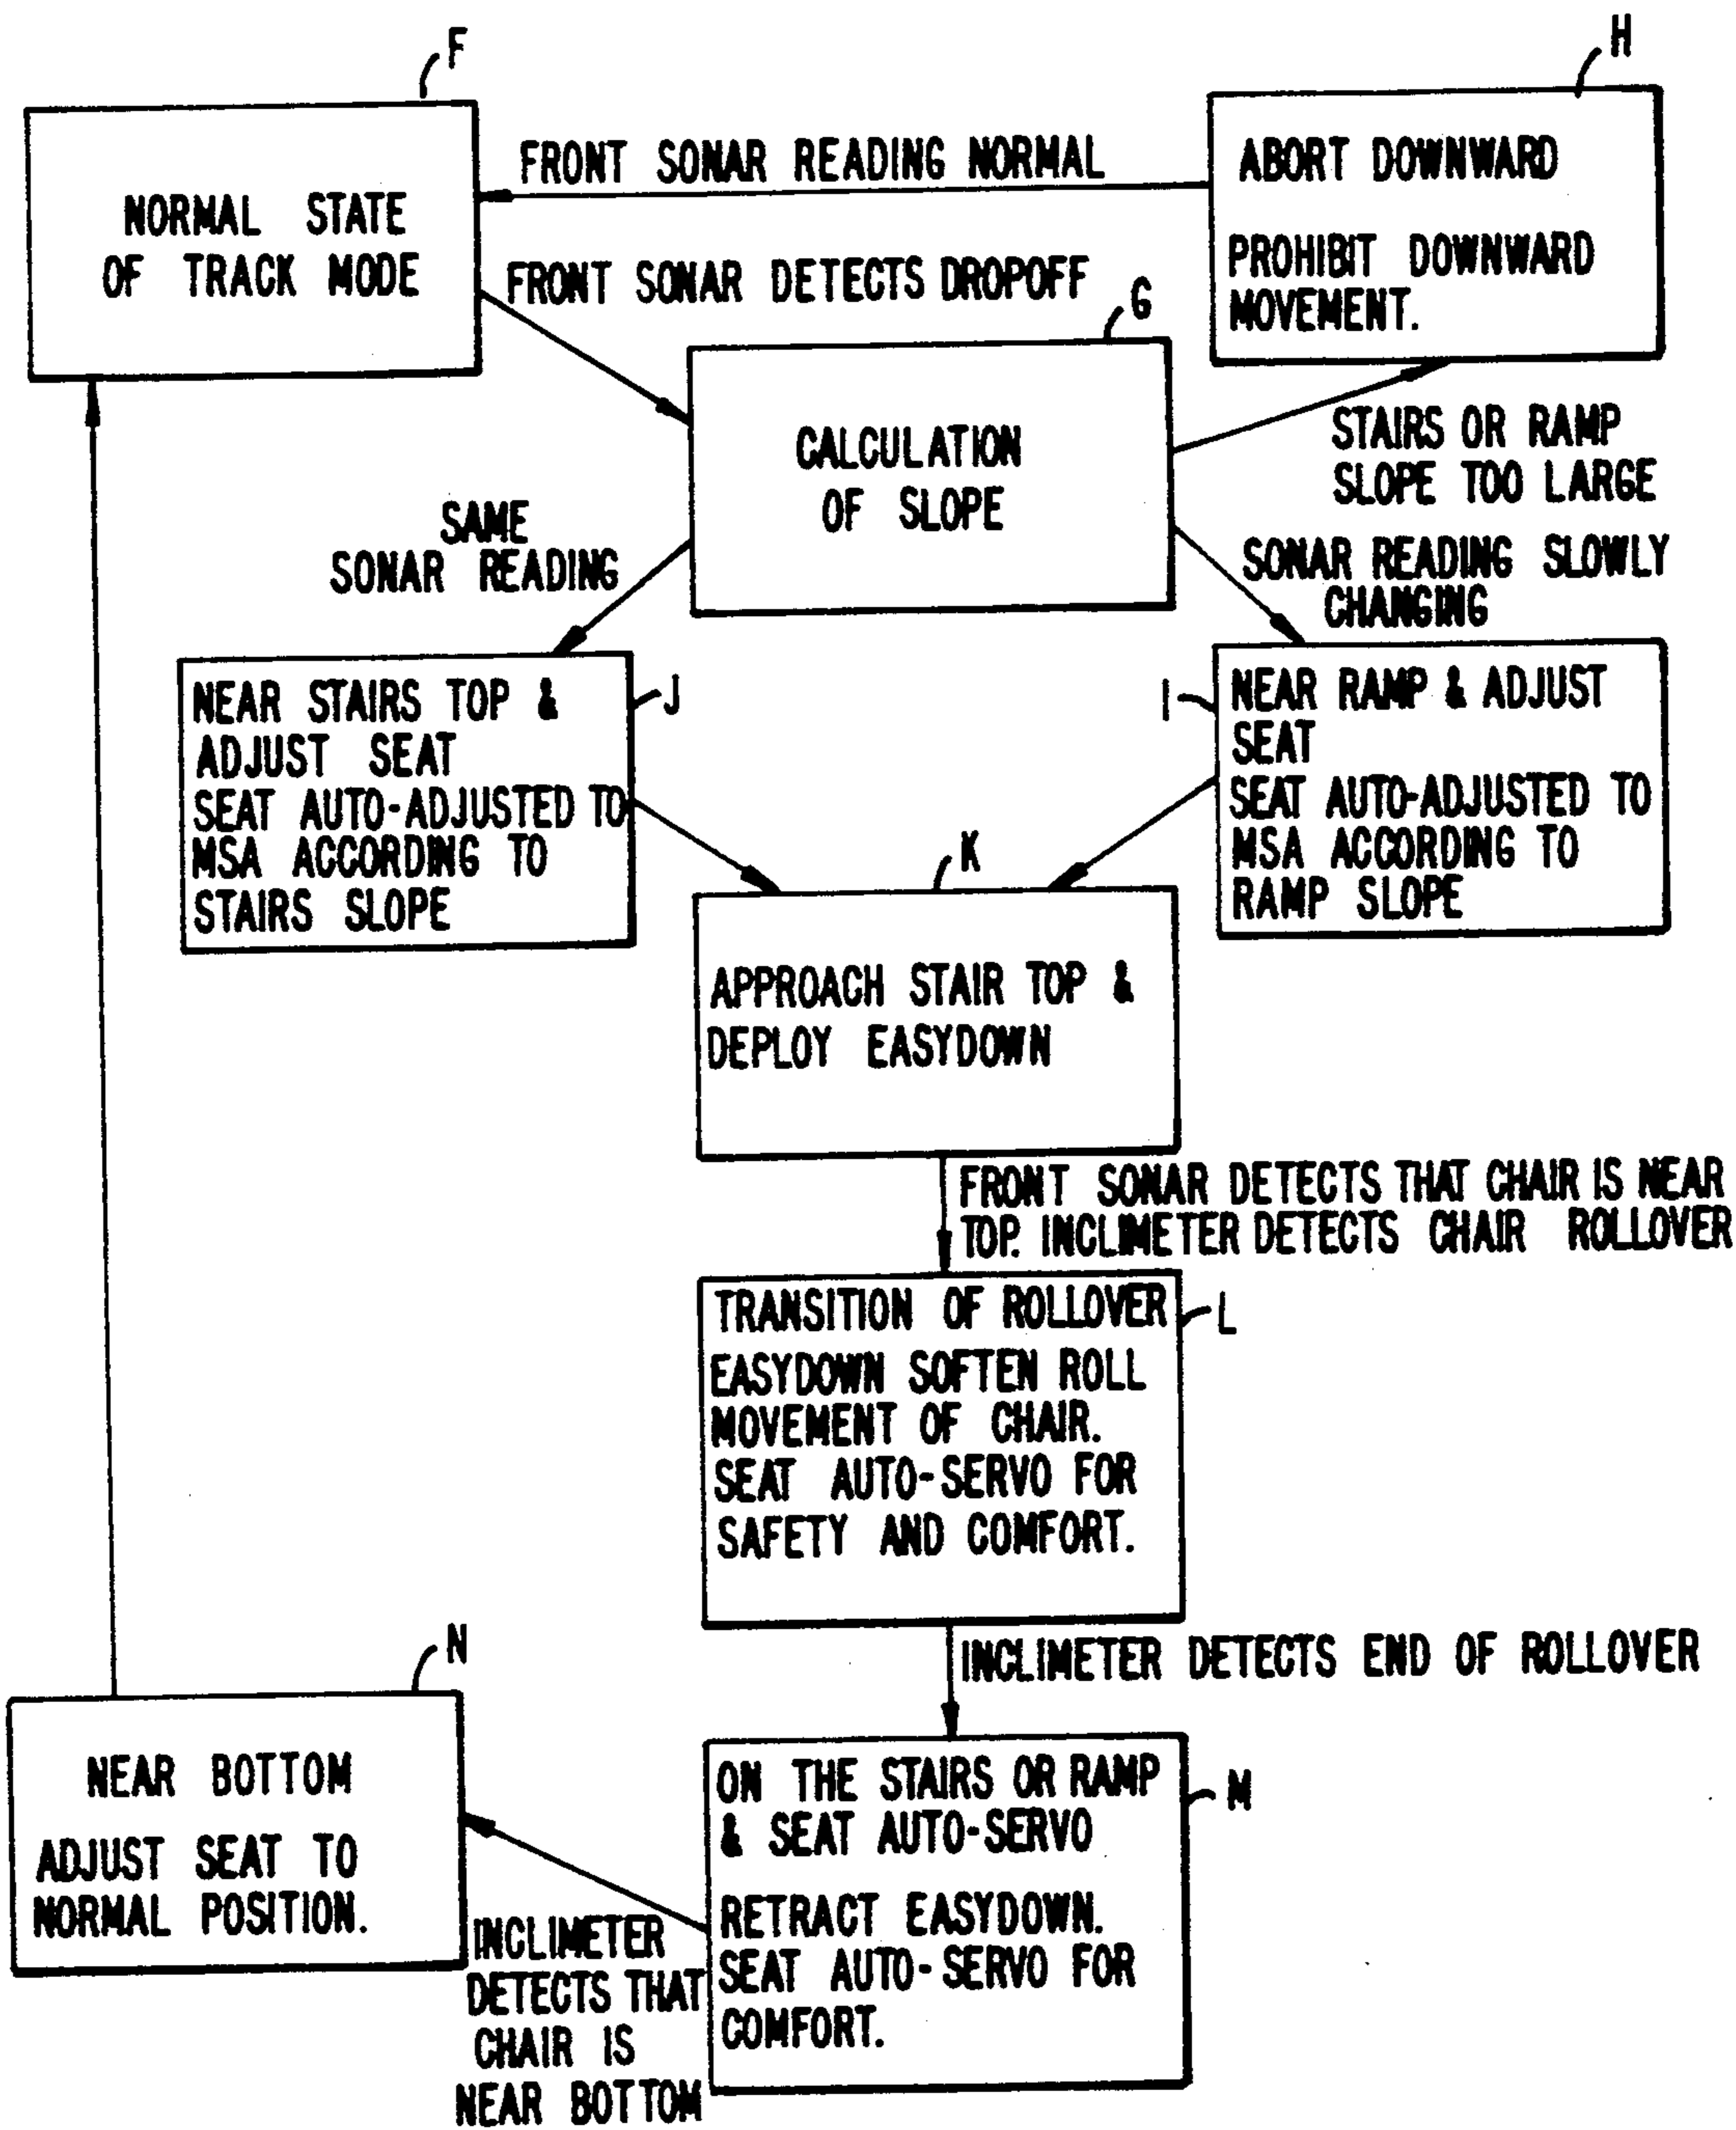 F
H
FRONT SONAR READING NORMAL
ABORT DOWNWARD
PROHIBIT DOWNWARD
MOVEMENT.
NORMAL STATE
OF TRACK MODE
FRONT SONAR DETECTS DROPOFF
G
CALCULATION
OF SLOPE
STAIRS OR RAMP
SLOPE TOO LARGE
SAME
SONAR READING
SONAR READING SLOWLY
CHANGING
J
NEAR STAIRS TOP &
ADJUST SEAT
SEAT AUTO-ADJUSTED TO
MSA ACCORDING TO
STAIRS SLOPE
I
NEAR RAMP & ADJUST
SEAT
SEAT AUTO-ADJUSTED TO
MSA ACCORDING TO
RAMP SLOPE
K
APPROACH STAIR TOP &
DEPLOY EASYDOWN
FRONT SONAR DETECTS THAT CHAIR IS NEAR
TOP. INCLIMETER DETECTS CHAIR ROLLOVER
L
TRANSITION OF ROLLOVER
EASYDOWN SOFTEN ROLL
MOVEMENT OF CHAIR.
SEAT AUTO-SERVO FOR
SAFETY AND COMFORT.
INCLIMETER DETECTS END OF ROLLOVER
N
NEAR BOTTOM
ADJUST SEAT TO
NORMAL POSITION.
M
ON THE STAIRS OR RAMP
& SEAT AUTO-SERVO
RETRACT EASYDOWN.
SEAT AUTO-SERVO FOR
COMFORT.
INCLIMETER
DETECTS THAT
CHAIR IS
NEAR BOTTOM